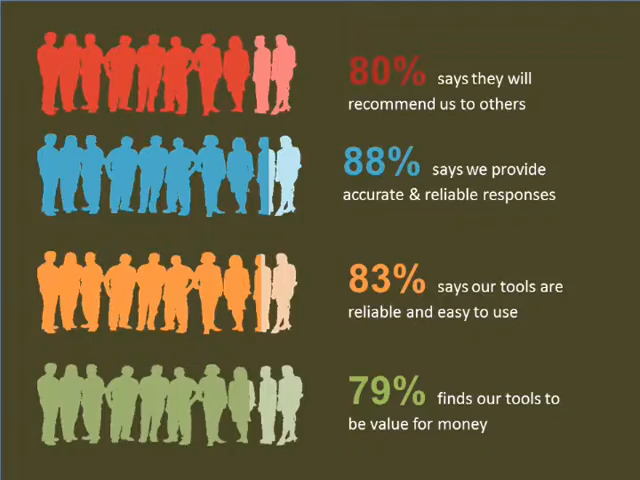 80% says they will
recommend us to others
88% says we provide
accurate & reliable responses
83% says our tools are
reliable and easy to use
79% finds our tools to
be value for money